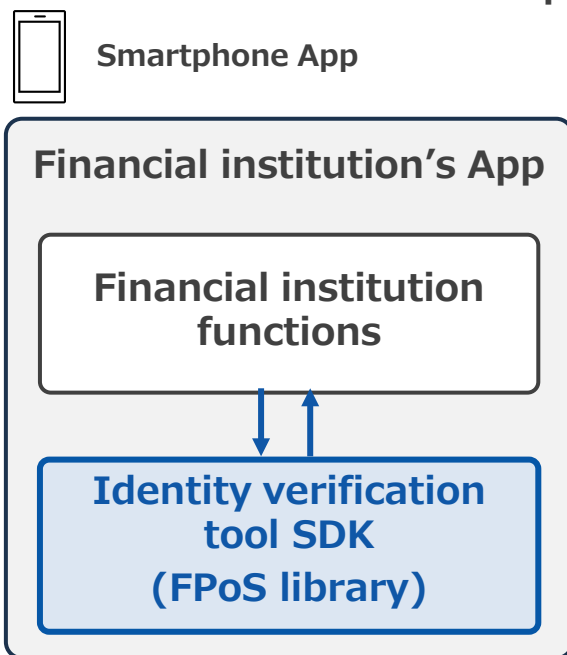 Smartphone App
Financial institution’s App
Financial institution
functions
Identity verification
tool SDK
(FPoS library)